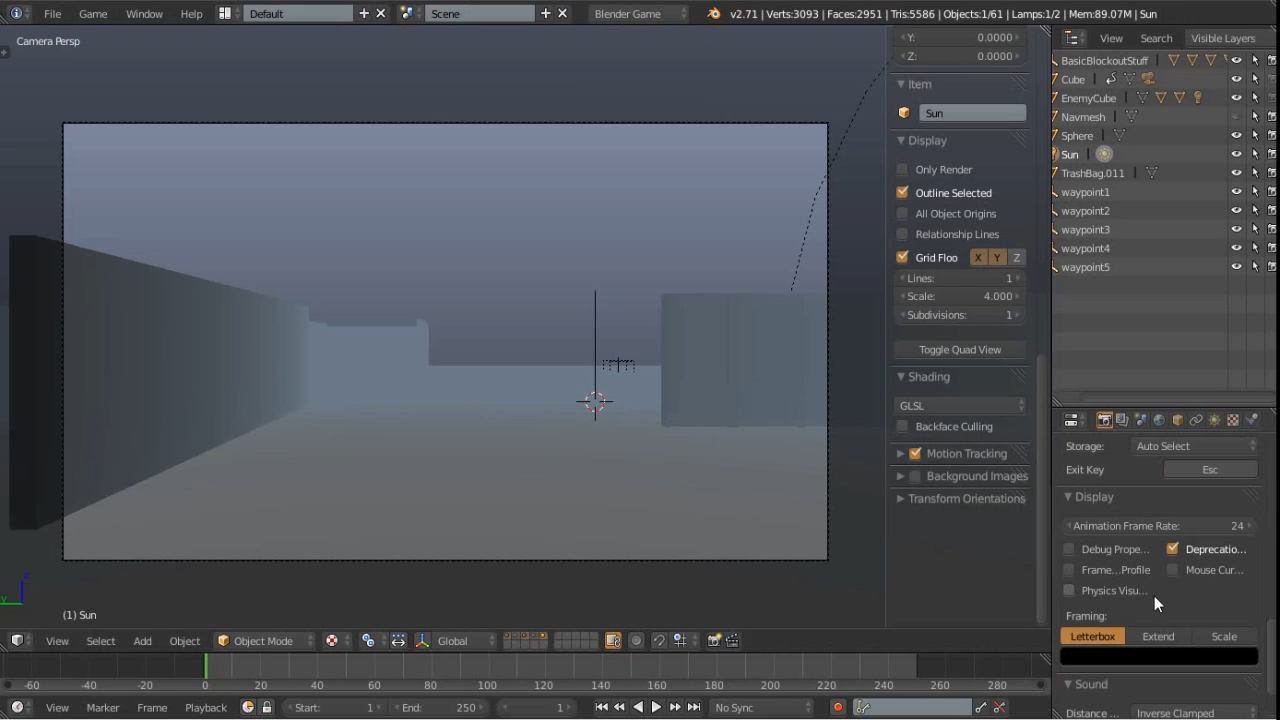 File Game Window Help Default Scene Blender Game v2.71 | Verts:3093 | Faces:2951 | Tris:5586 | Objects:1/61 | Lamps:1/2 | Mem:89.07M | Sun
Camera Persp
Y: 0.0000
Z: 0.0000
Item
Sun
Display
Only Render
Outline Selected
All Object Origins
Relationship Lines
Grid Floo X Y Z
Lines: 1
Scale: 4.000
Subdivisions: 1
Toggle Quad View
Shading
GLSL
Backface Culling
Motion Tracking
Background Images
Transform Orientations
View Search Visible Layers
BasicBlockoutStuff
Cube
EnemyCube
Navmesh
Sphere
Sun
TrashBag.011
waypoint1
waypoint2
waypoint3
waypoint4
waypoint5
Storage: Auto Select
Exit Key Esc
Display
Animation Frame Rate: 24
Debug Prope... Deprecatio...
Frame...Profile Mouse Cur...
Physics Visu...
Framing:
Letterbox Extend Scale
Sound
Distance ... Inverse Clamped
z
y
(1) Sun
View Select Add Object Object Mode Global
-60 -40 -20 0 20 40 60 80 100 120 140 160 180 200 220 240 260 280
View Marker Frame Playback Start: 1 End: 250 1 No Sync